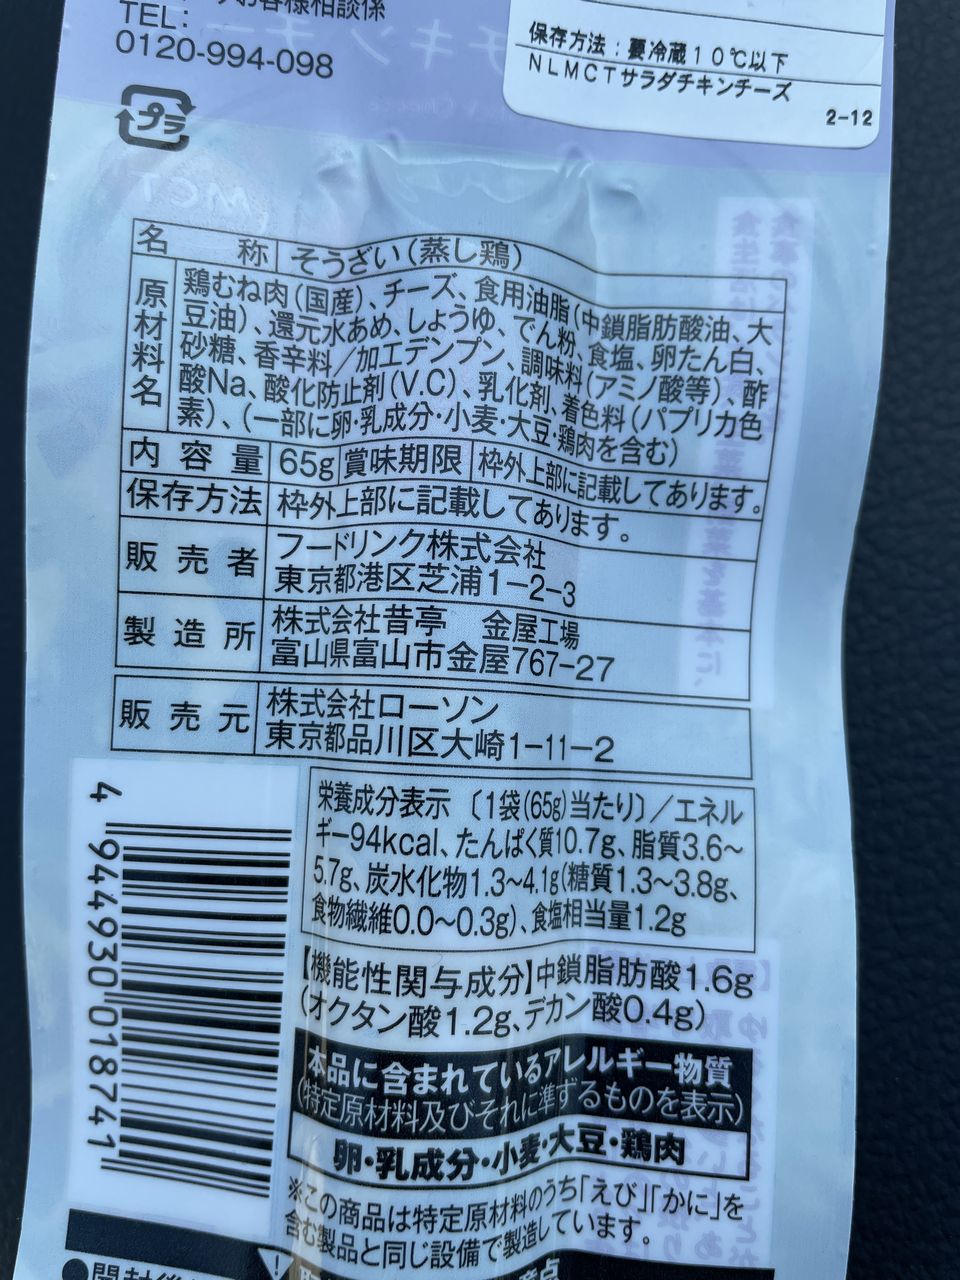 お客様相談係
TEL:
0120-994-098
プラ
保存方法：要冷蔵10℃以下
NLMCTサラダチキンチーズ
2-12
MCT
名称 そうざい（蒸し鶏）
原材料名 鶏むね肉（国産）、チーズ、食用油脂（中鎖脂肪酸油、大
豆油）、還元水あめ、しょうゆ、でん粉、食塩、卵たん白、
砂糖、香辛料／加工デンプン、調味料（アミノ酸等）、酢
酸Na、酸化防止剤（V.C）、乳化剤、着色料（パプリカ色
素）、（一部に卵・乳成分・小麦・大豆・鶏肉を含む）
内容量 65g 賞味期限 枠外上部に記載してあります。
保存方法 枠外上部に記載してあります。
販売者 フードリンク株式会社
東京都港区芝浦1-2-3
製造所 株式会社昔亭 金屋工場
富山県富山市金屋767-27
販売元 株式会社ローソン
東京都品川区大崎1-11-2
栄養成分表示〔1袋(65g)当たり〕／エネル
ギー94kcal、たんぱく質10.7g、脂質3.6〜
5.7g、炭水化物1.3〜4.1g(糖質1.3〜3.8g、
食物繊維0.0〜0.3g)、食塩相当量1.2g
【機能性関与成分】中鎖脂肪酸1.6g
（オクタン酸1.2g、デカン酸0.4g）
本品に含まれているアレルギー物質
（特定原材料及びそれに準ずるものを表示）
卵・乳成分・小麦・大豆・鶏肉
※この商品は特定原材料のうち「えび」「かに」を
含む製品と同じ設備で製造しています。
4 944930 018741